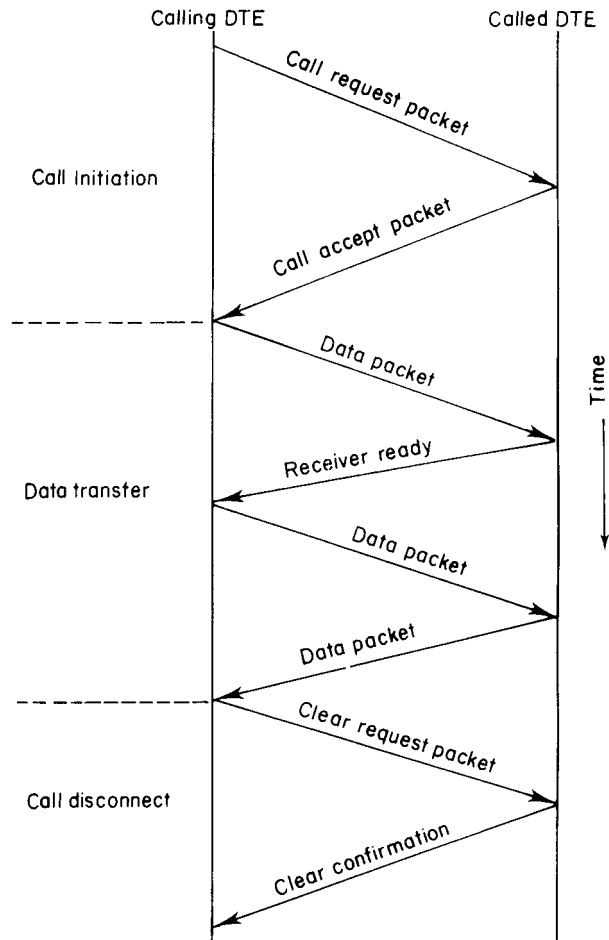 Calling DTE
Called DTE
Call request packet
Call Initiation
Call accept packet
Data packet
Time
Receiver ready
Data transfer
Data packet
Data packet
Clear request packet
Call disconnect
Clear confirmation